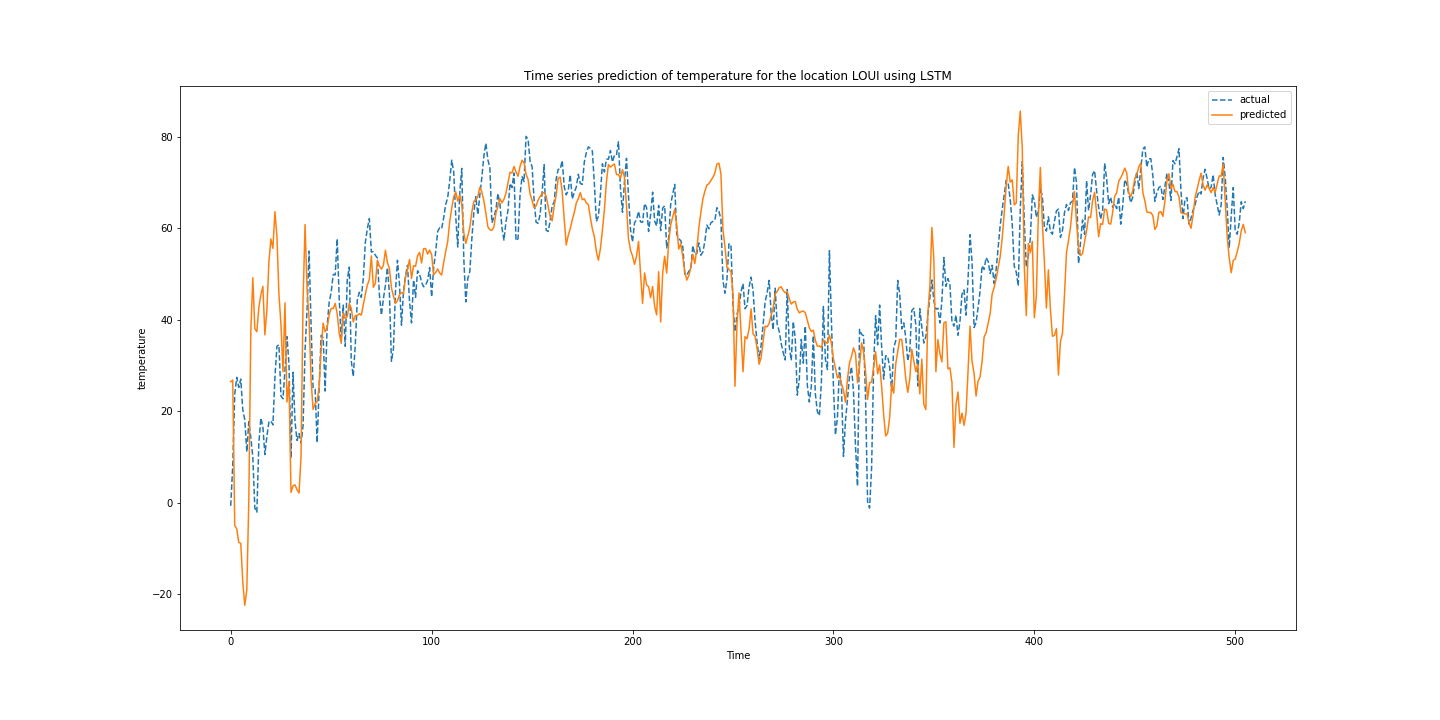 Time series prediction of temperature for the location LOUI using LSTM
actual
predicted
80
60
40
20
0
−20
temperature
0 100 200 300 400 500
Time